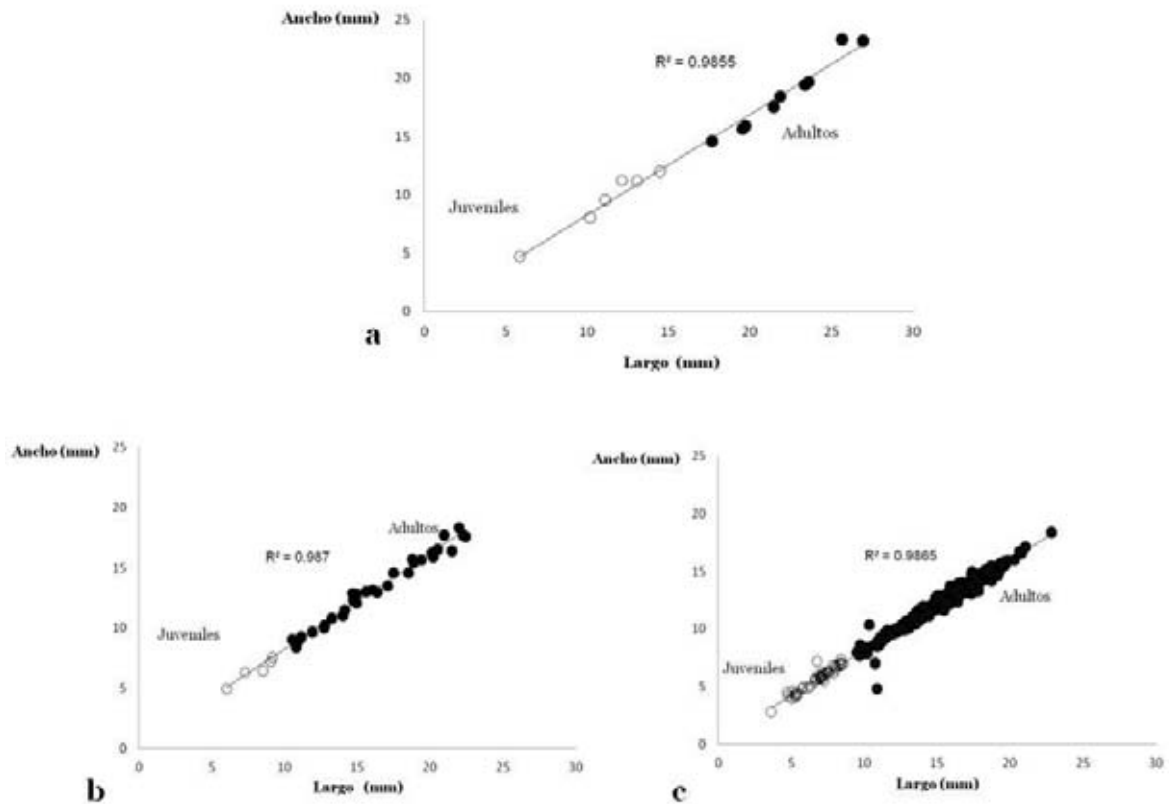 Ancho (mm)
25
20
15
10
5
0
R² = 0.9855
Adultos
Juveniles
0 5 10 15 20 25 30
a
Largo (mm)
Ancho (mm)
25
20
15
10
5
0
R² = 0.987
Adultos
Juveniles
0 5 10 15 20 25 30
b
Largo (mm)
Ancho (mm)
25
20
15
10
5
0
R² = 0.9865
Adultos
Juveniles
0 5 10 15 20 25 30
c
Largo (mm)